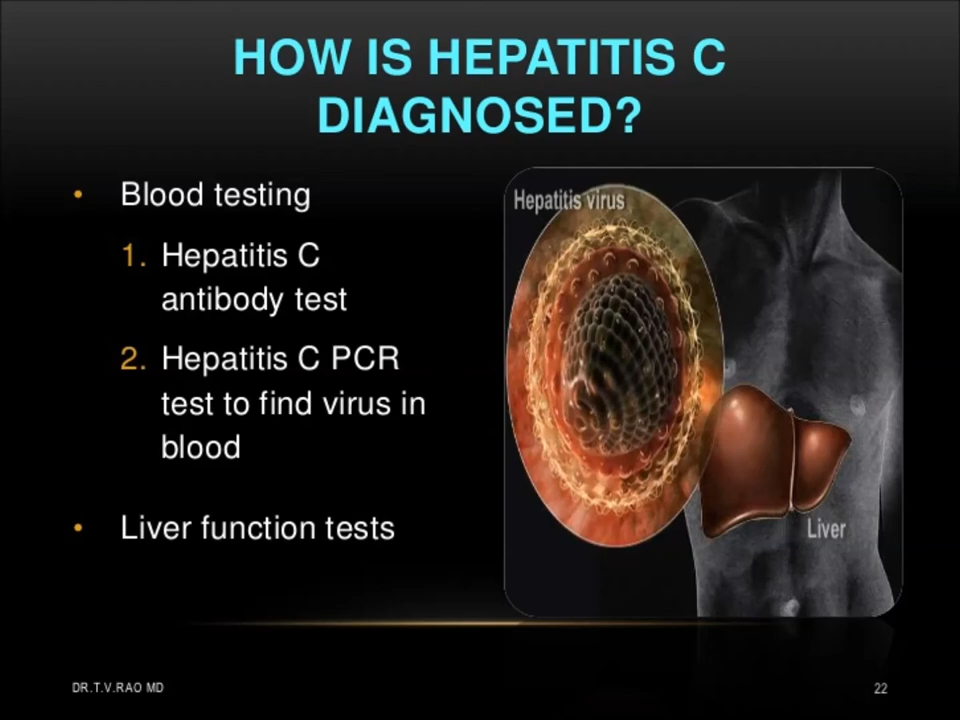 HOW IS HEPATITIS C
DIAGNOSED?
• Blood testing
1. Hepatitis C
antibody test
2. Hepatitis C PCR
test to find virus in
blood
• Liver function tests
Hepatitis virus
Liver
DR.T.V.RAO MD
22